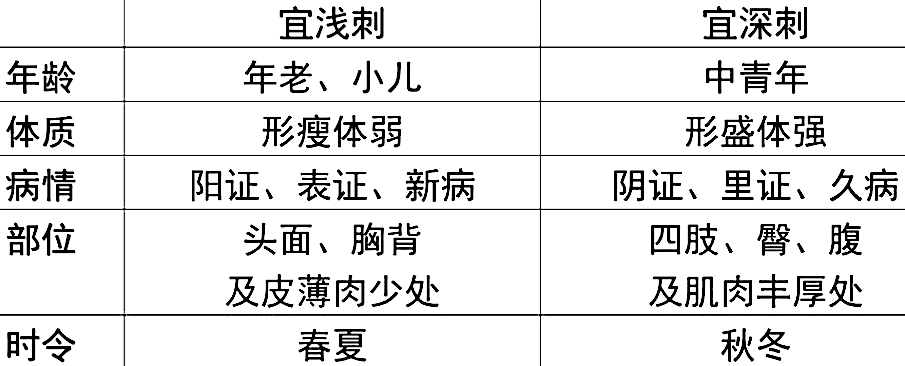 宜浅刺 宜深刺
年龄 年老、小儿 中青年
体质 形瘦体弱 形盛体强
病情 阳证、表证、新病 阴证、里证、久病
部位 头面、胸背 四肢、臀、腹
及皮薄肉少处 及肌肉丰厚处
时令 春夏 秋冬